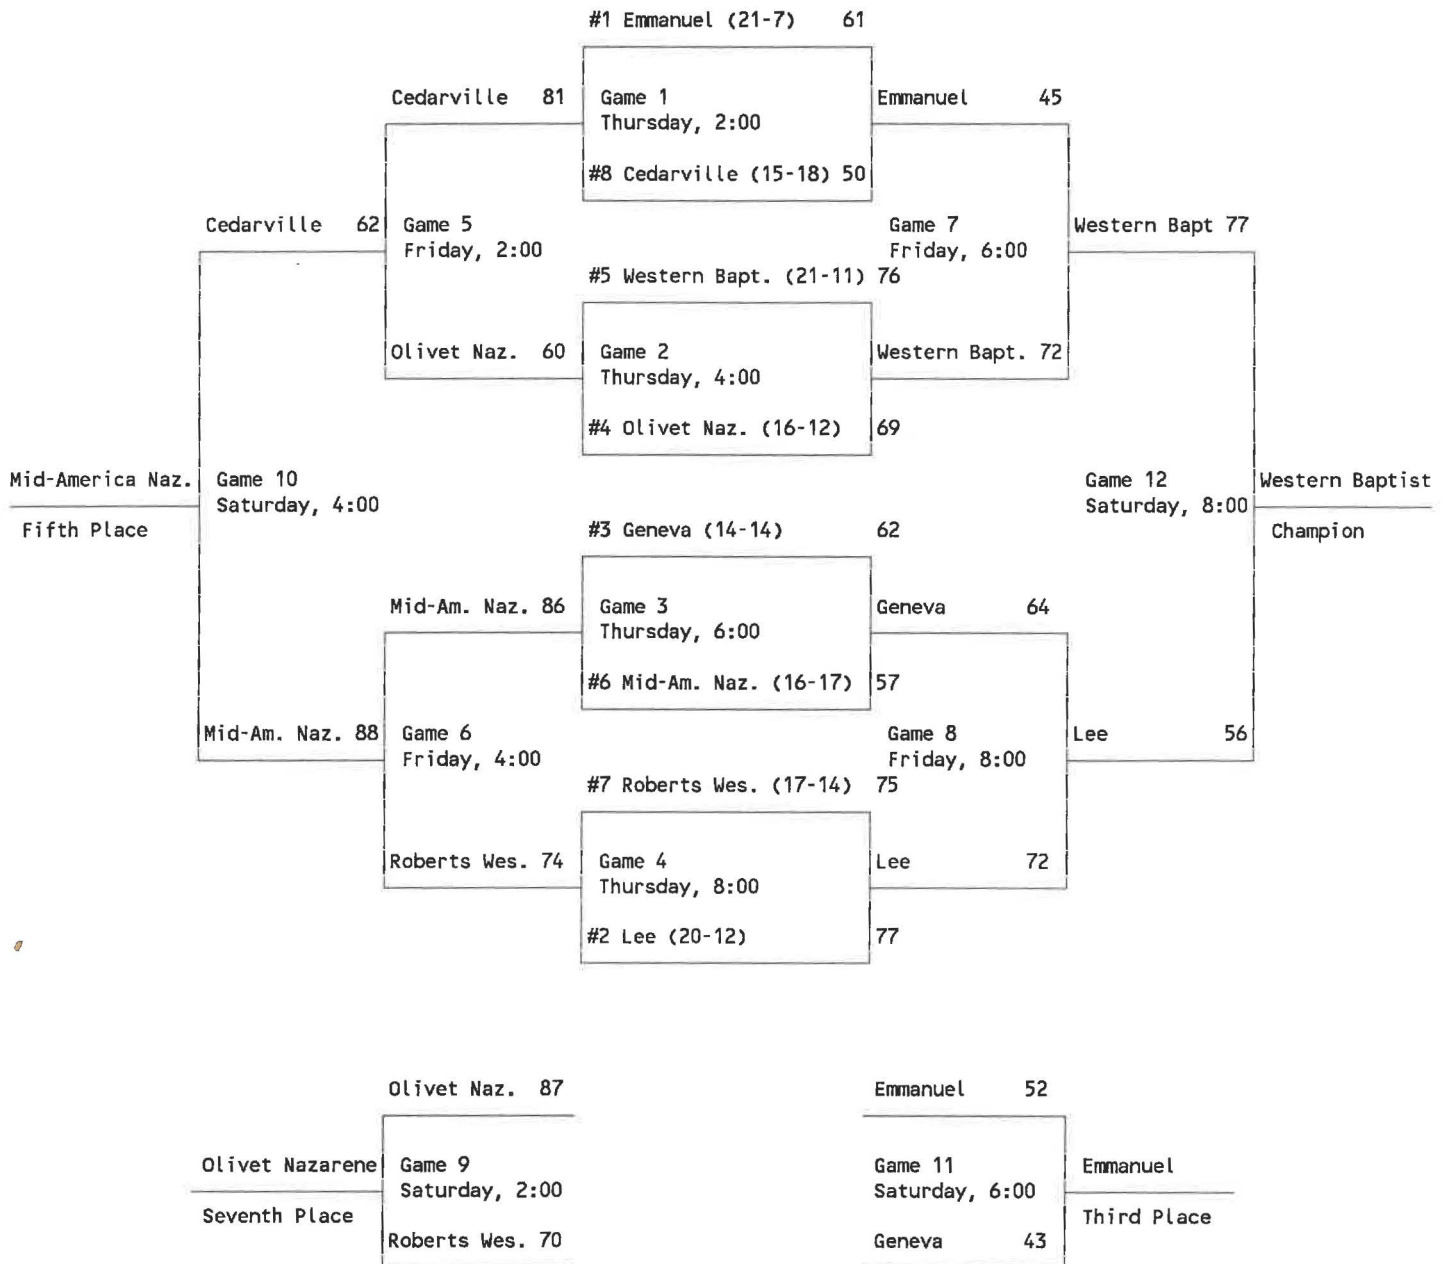 #1 Emmanuel (21-7) 61
Cedarville 81
Game 1
Thursday, 2:00
Emmanuel 45
#8 Cedarville (15-18) 50
Cedarville 62
Game 5
Friday, 2:00
Game 7
Friday, 6:00
Western Bapt 77
#5 Western Bapt. (21-11) 76
Olivet Naz. 60
Game 2
Thursday, 4:00
Western Bapt. 72
#4 Olivet Naz. (16-12) 69
Mid-America Naz.
Fifth Place
Game 10
Saturday, 4:00
Game 12
Saturday, 8:00
Western Baptist
Champion
#3 Geneva (14-14) 62
Mid-Am. Naz. 86
Game 3
Thursday, 6:00
Geneva 64
#6 Mid-Am. Naz. (16-17) 57
Mid-Am. Naz. 88
Game 6
Friday, 4:00
Game 8
Friday, 8:00
Lee 56
#7 Roberts Wes. (17-14) 75
Roberts Wes. 74
Game 4
Thursday, 8:00
Lee 72
#2 Lee (20-12) 77
Olivet Naz. 87
Olivet Nazarene
Seventh Place
Game 9
Saturday, 2:00
Roberts Wes. 70
Emmanuel 52
Game 11
Saturday, 6:00
Emmanuel
Third Place
Geneva 43